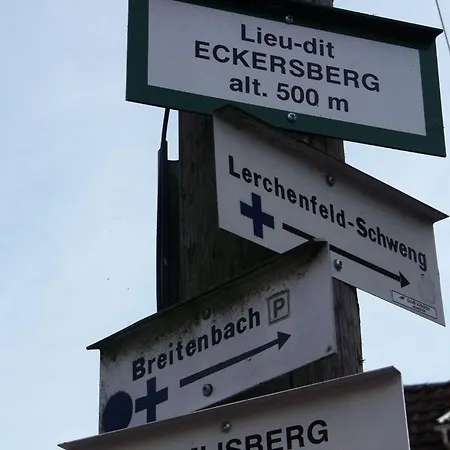 Lieu-dit
ECKERSBERG
alt. 500 m
Lerchenfeld-Schweng
Breitenbach P